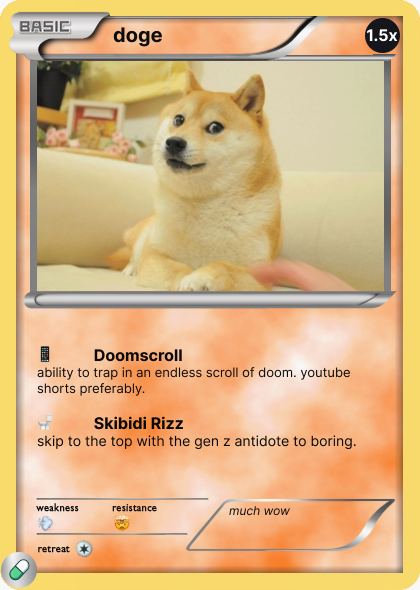 BASIC
doge
1.5x
Doomscroll
ability to trap in an endless scroll of doom. youtube
shorts preferably.
Skibidi Rizz
skip to the top with the gen z antidote to boring.
weakness
resistance
much wow
retreat